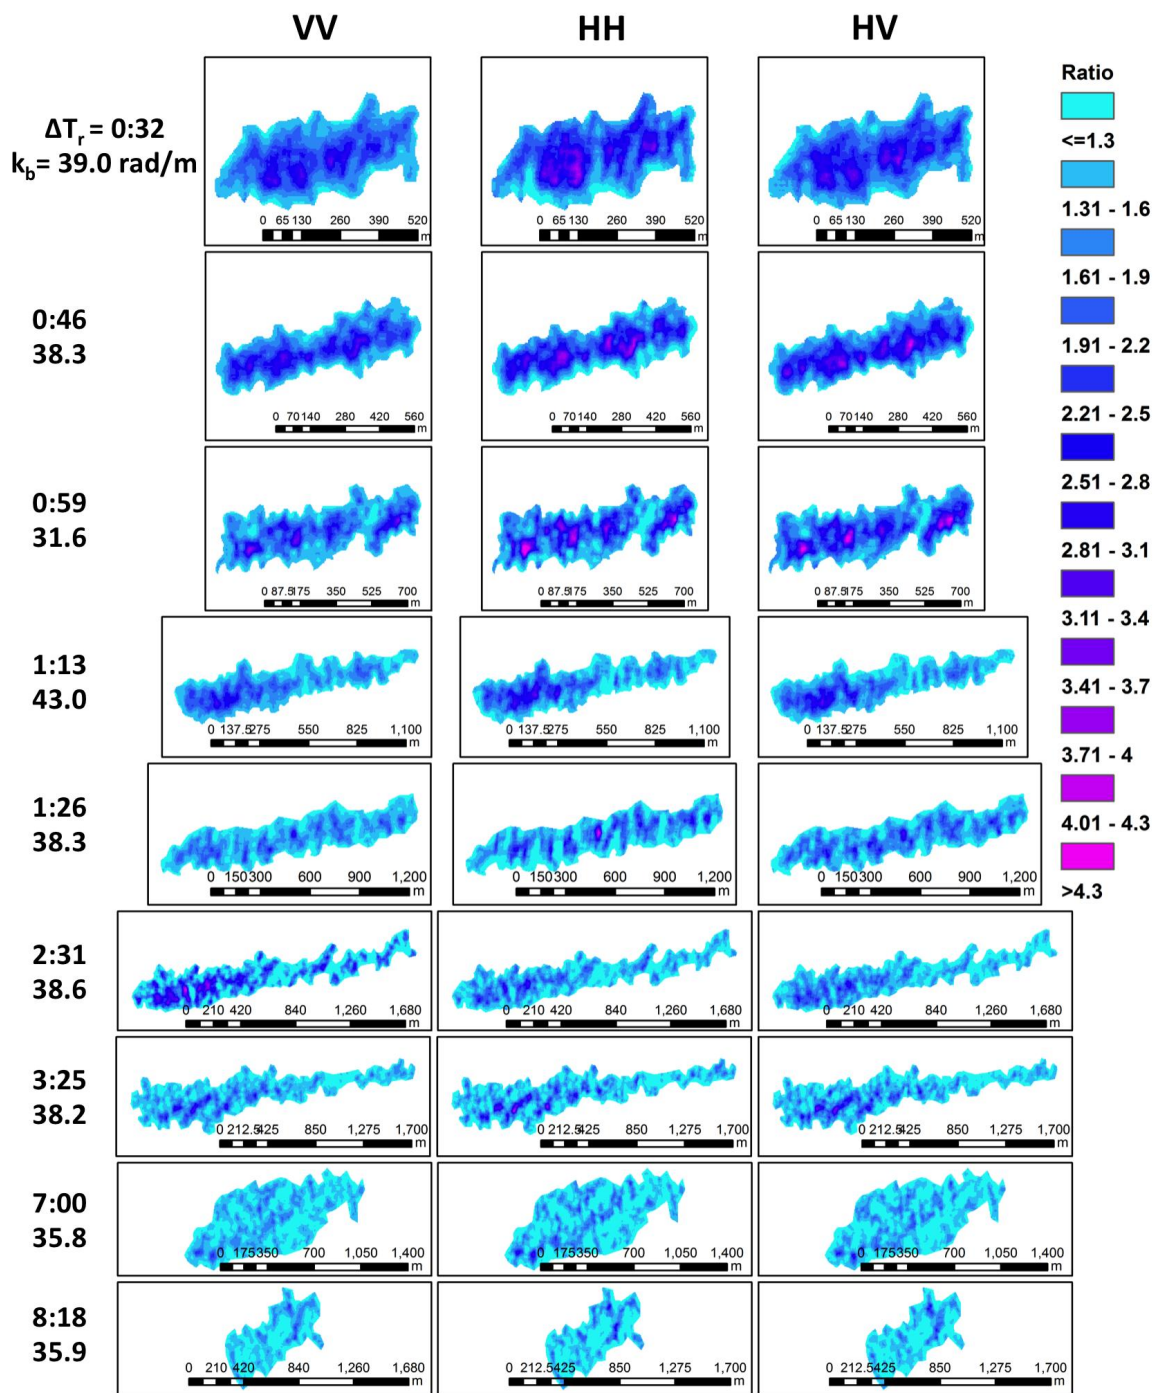 VV HH HV
ΔTr = 0:32
kb= 39.0 rad/m
0 65 130 260 390 520 m
0 65 130 260 390 520 m
0 65 130 260 390 520 m
0:46
38.3
0 70 140 280 420 560 m
0 70 140 280 420 560 m
0 70 140 280 420 560 m
0:59
31.6
0 87.5 175 350 525 700 m
0 87.5 175 350 525 700 m
0 87.5 175 350 525 700 m
1:13
43.0
0 137.5 275 550 825 1,100 m
0 137.5 275 550 825 1,100 m
0 137.5 275 550 825 1,100 m
1:26
38.3
0 150 300 600 900 1,200 m
0 150 300 600 900 1,200 m
0 150 300 600 900 1,200 m
2:31
38.6
0 210 420 840 1,260 1,680 m
0 210 420 840 1,260 1,680 m
0 210 420 840 1,260 1,680 m
3:25
38.2
0 212.5 425 850 1,275 1,700 m
0 212.5 425 850 1,275 1,700 m
0 212.5 425 850 1,275 1,700 m
7:00
35.8
0 175 350 700 1,050 1,400 m
0 175 350 700 1,050 1,400 m
0 175 350 700 1,050 1,400 m
8:18
35.9
0 210 420 840 1,260 1,680 m
0 212.5 425 850 1,275 1,700 m
0 212.5 425 850 1,275 1,700 m
Ratio
<=1.3
1.31 - 1.6
1.61 - 1.9
1.91 - 2.2
2.21 - 2.5
2.51 - 2.8
2.81 - 3.1
3.11 - 3.4
3.41 - 3.7
3.71 - 4
4.01 - 4.3
>4.3